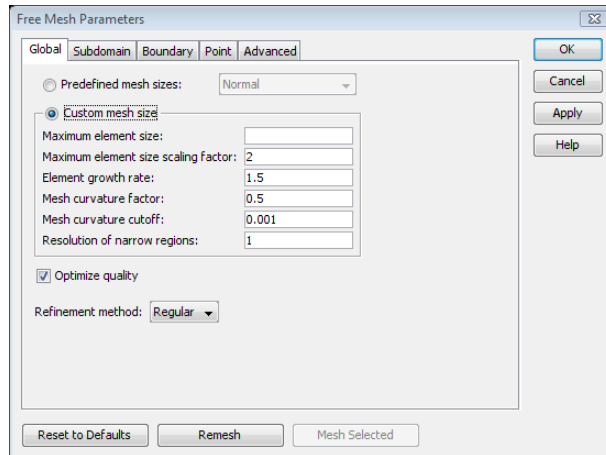 Free Mesh Parameters
Global Subdomain Boundary Point Advanced
OK
Predefined mesh sizes: Normal
Cancel
Custom mesh size
Apply
Maximum element size:
Help
Maximum element size scaling factor: 2
Element growth rate: 1.5
Mesh curvature factor: 0.5
Mesh curvature cutoff: 0.001
Resolution of narrow regions: 1
Optimize quality
Refinement method: Regular
Reset to Defaults Remesh Mesh Selected